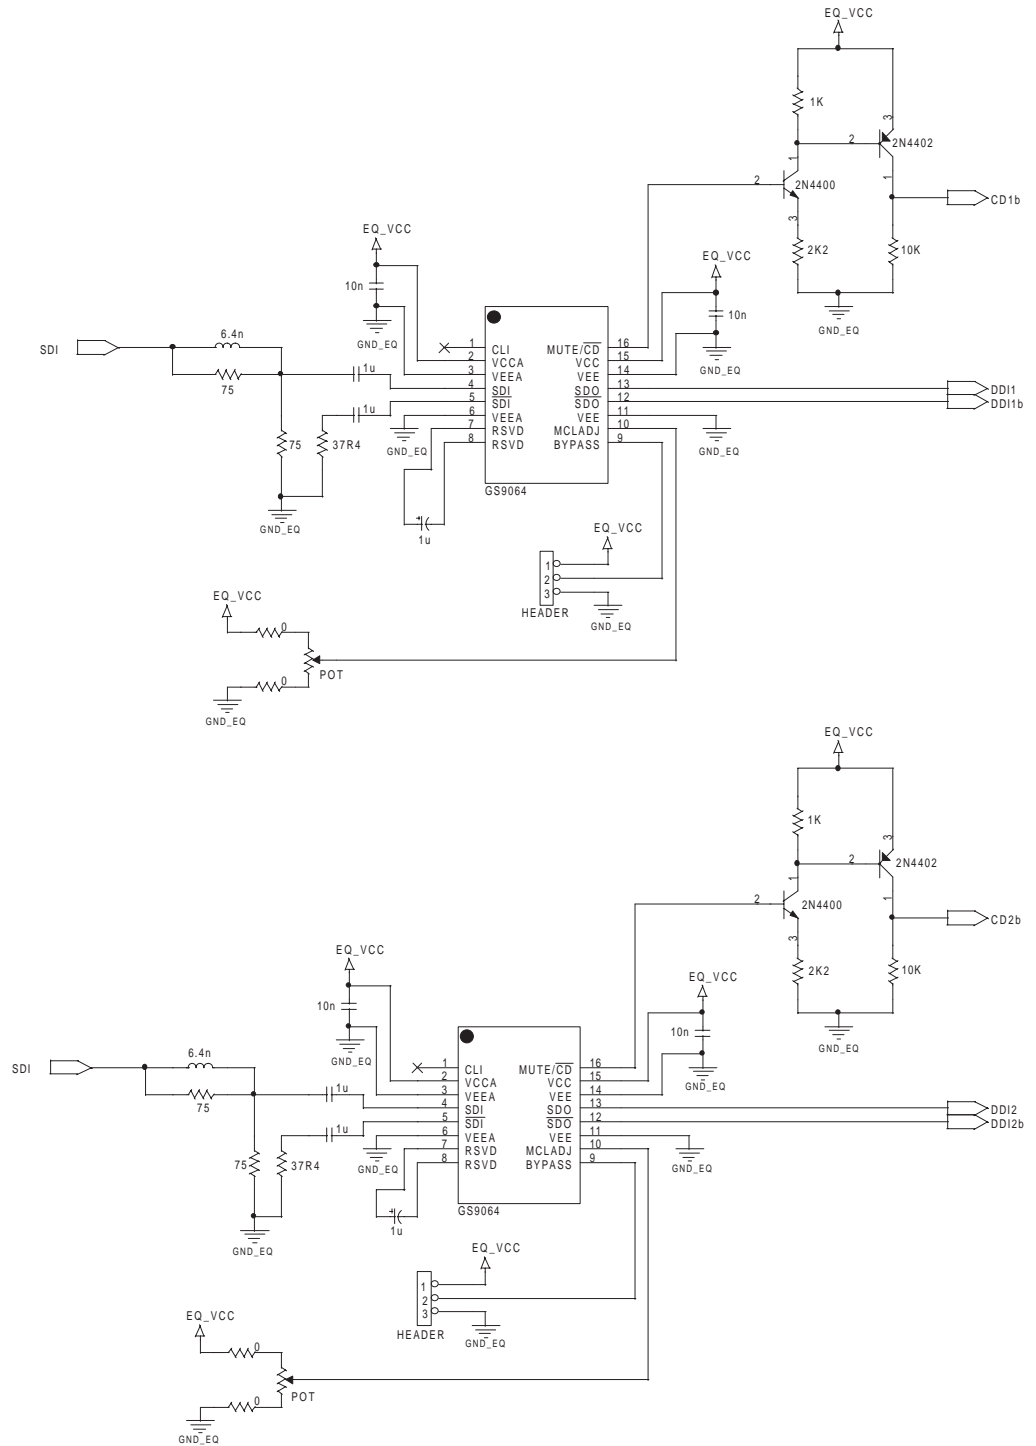 EQ_VCC
1K
3
2
2N4402
1
2
2N4400
1
CD1b
3
EQ_VCC
2K2
10K
EQ_VCC
10n
10n
GND_EQ
GND_EQ
6.4n
SDI
1 CLI MUTE/CD 16
GND_EQ
2 VCCA VCC 15
75
1u
3 VEEA VEE 14
4 SDI SDO 13
DDI1
1u
5 SDI SDO 12
DDI1b
6 VEEA VEE 11
7 RSVD MCLADJ 10
75
37R4
GND_EQ
8 RSVD BYPASS 9
GND_EQ
GS9064
GND_EQ
1u
EQ_VCC
1
2
3
HEADER
GND_EQ
EQ_VCC
0
POT
0
GND_EQ
EQ_VCC
1K
3
2
2N4402
1
2
2N4400
1
CD2b
3
EQ_VCC
2K2
10K
EQ_VCC
10n
10n
GND_EQ
GND_EQ
6.4n
SDI
1 CLI MUTE/CD 16
GND_EQ
2 VCCA VCC 15
75
1u
3 VEEA VEE 14
4 SDI SDO 13
DDI2
1u
5 SDI SDO 12
DDI2b
6 VEEA VEE 11
7 RSVD MCLADJ 10
75
37R4
GND_EQ
8 RSVD BYPASS 9
GND_EQ
GS9064
GND_EQ
1u
EQ_VCC
1
2
3
HEADER
GND_EQ
EQ_VCC
0
POT
0
GND_EQ